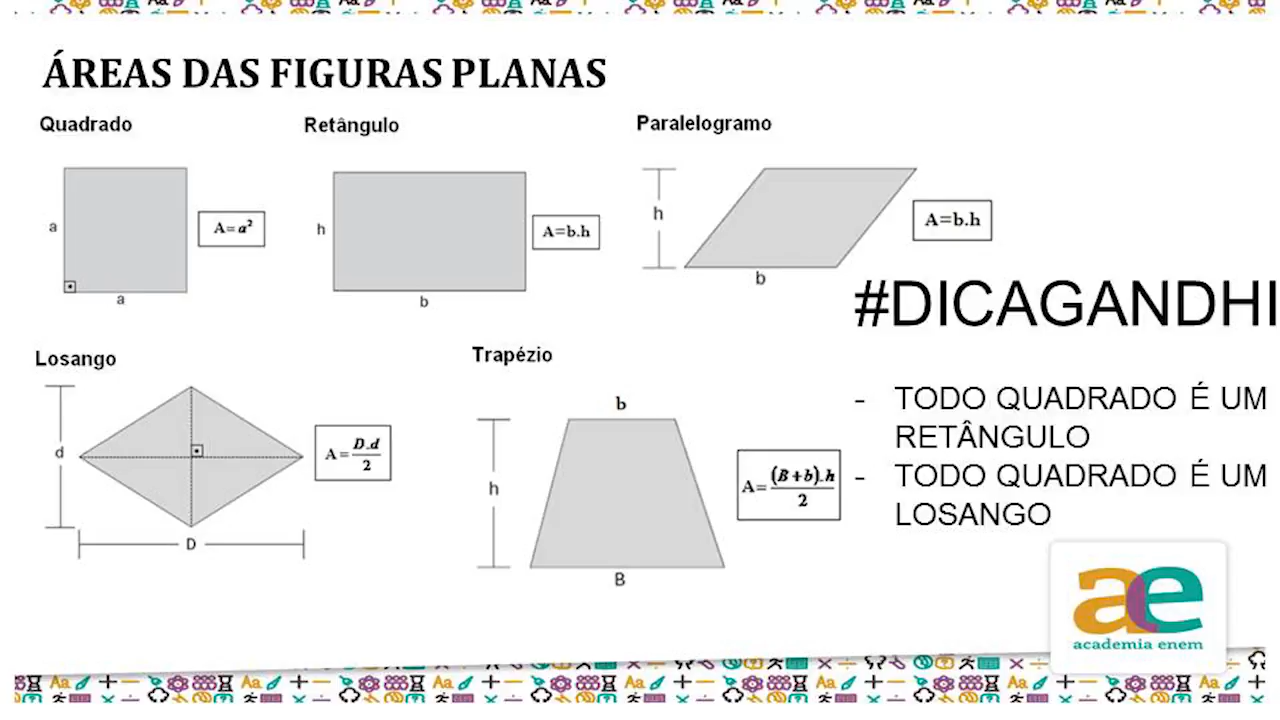 ÁREAS DAS FIGURAS PLANAS
Quadrado
a
a
A= a²
Retângulo
h
b
A=b.h
Paralelogramo
h
b
A=b.h
#DICAGANDHI
- TODO QUADRADO É UM
RETÂNGULO
- TODO QUADRADO É UM
LOSANGO
Losango
d
D
A= D.d
2
Trapézio
b
h
B
A= (B+b).h
2
ae
academia enem